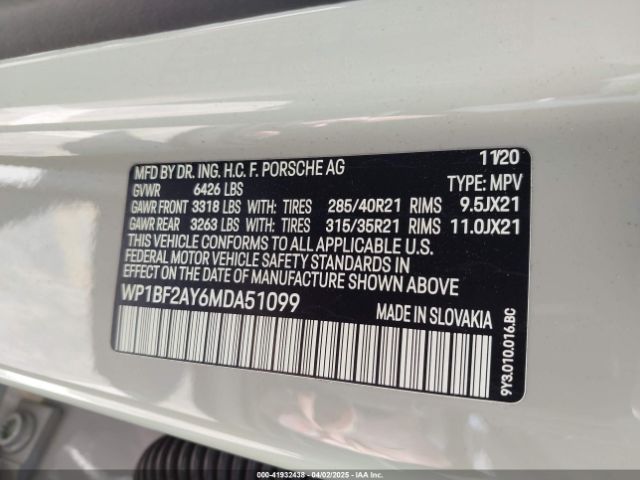 MFD BY DR. ING. H.C. F. PORSCHE AG 11/20
GVWR 6426 LBS TYPE: MPV
GAWR FRONT 3318 LBS WITH: TIRES 285/40R21 RIMS 9.5JX21
GAWR REAR 3263 LBS WITH: TIRES 315/35R21 RIMS 11.0JX21
THIS VEHICLE CONFORMS TO ALL APPLICABLE U.S.
FEDERAL MOTOR VEHICLE SAFETY STANDARDS IN
EFFECT ON THE DATE OF MANUFACTURE SHOWN ABOVE
WP1BF2AY6MDA51099
MADE IN SLOVAKIA
9Y3.010.016.BC
000-41932438 - 04/02/2025 - IAA, Inc.